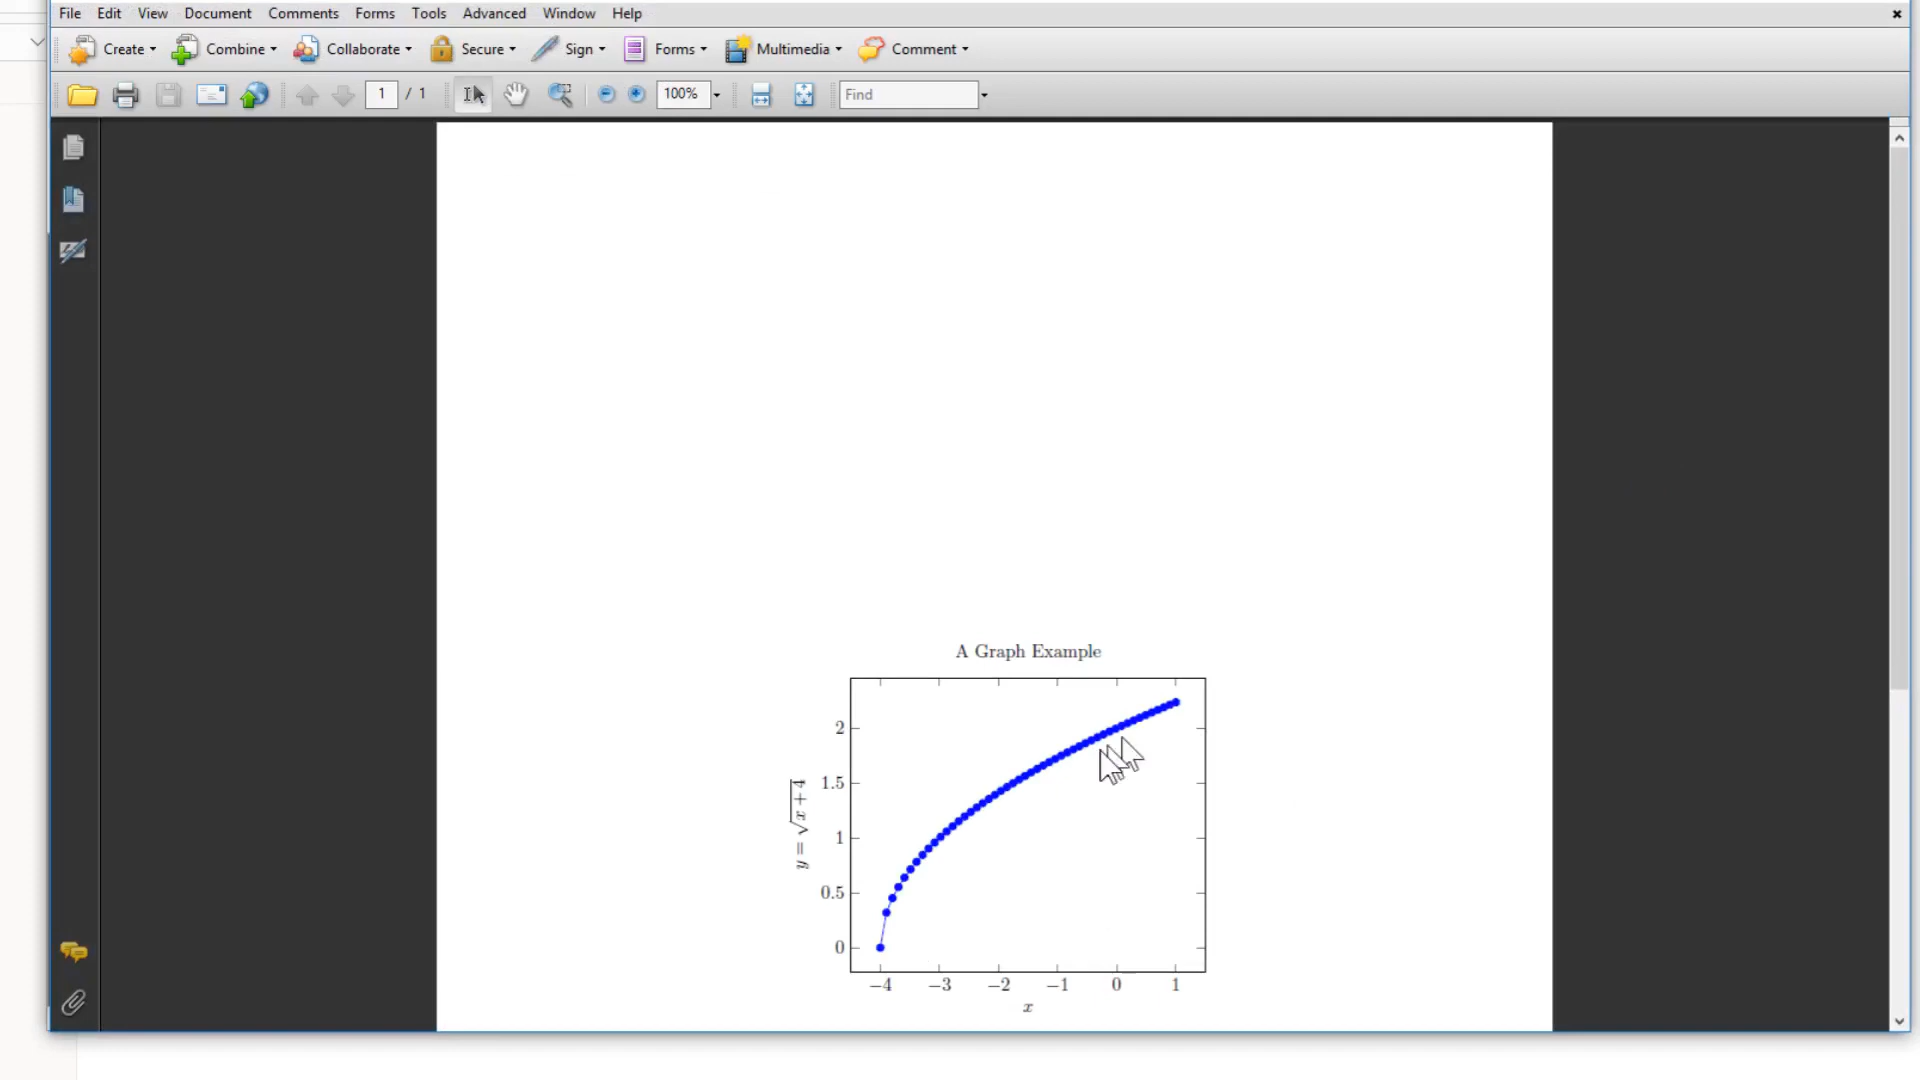 File Edit View Document Comments Forms Tools Advanced Window Help
Create Combine Collaborate Secure Sign Forms Multimedia Comment
1 / 1 100% Find
A Graph Example
2
1.5
1
0.5
0
y = √x + 4
−4 −3 −2 −1 0 1
x